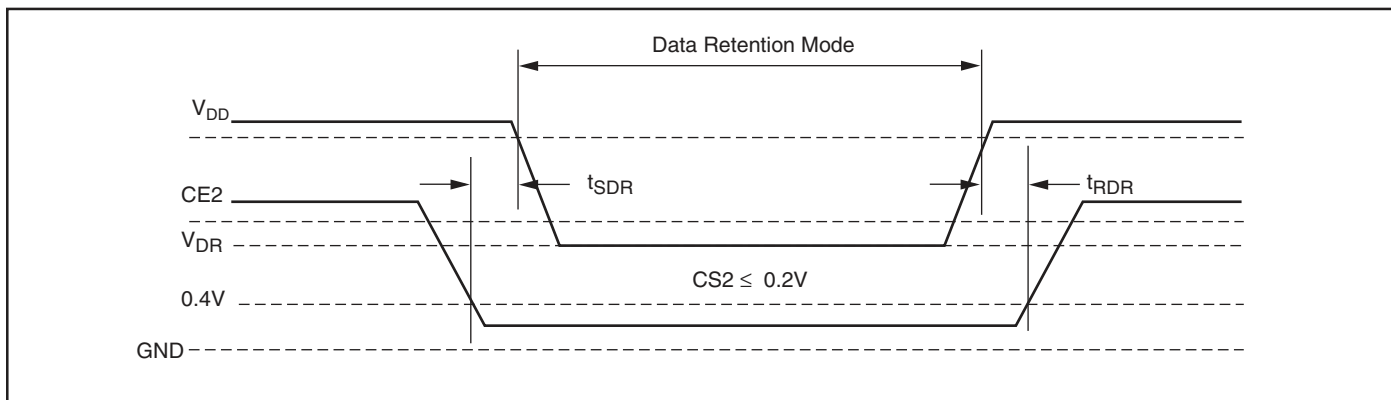 Data Retention Mode
VDD
tSDR
tRDR
CE2
VDR
CS2 ≤ 0.2V
0.4V
GND